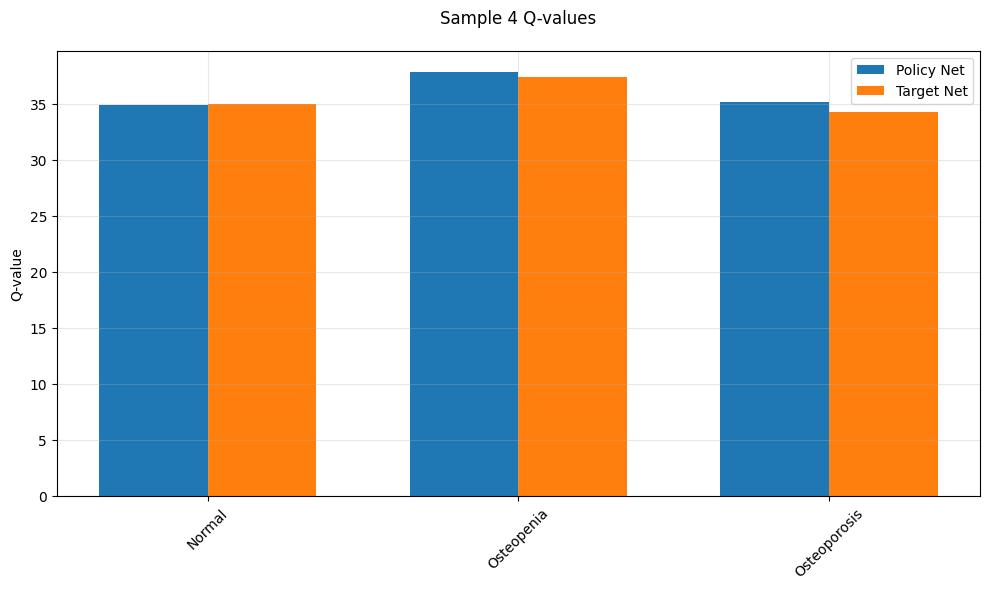 Sample 4 Q-values
Policy Net
Target Net
Q-value
35
30
25
20
15
10
5
0
Normal
Osteopenia
Osteoporosis